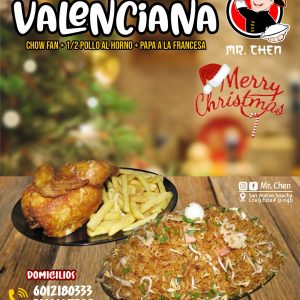 VALENCIANA
CHOW FAN + 1/2 POLLO AL HORNO + PAPA A LA FRANCESA
MR. CHEN
Merry
Christmas
Mr. Chen
San Mateo Soacha
DOMICILIOS
6012180333